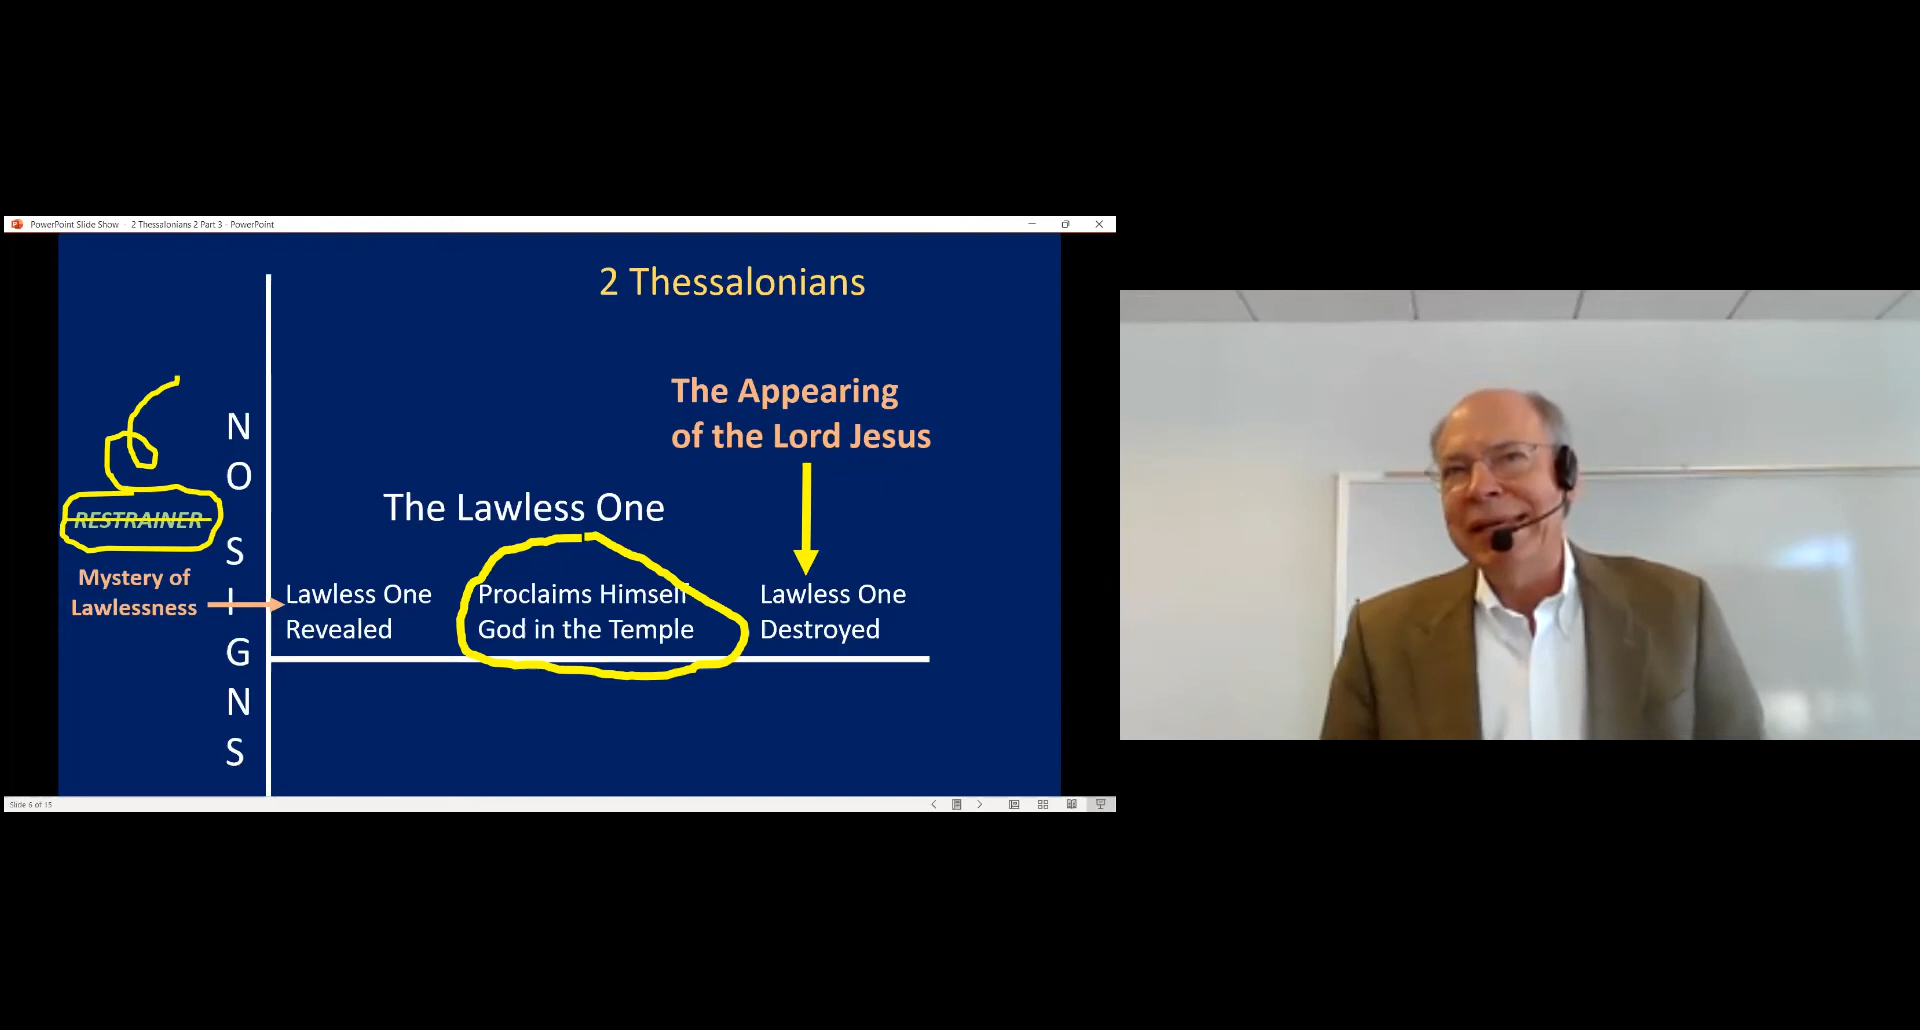 PowerPoint Slide Show - 2 Thessalonians 2 Part 3 - PowerPoint
2 Thessalonians
The Appearing
of the Lord Jesus
The Lawless One
NO SIGNS
RESTRAINER
Mystery of
Lawlessness
Lawless One
Revealed
Proclaims Himself
God in the Temple
Lawless One
Destroyed
Slide 6 of 15